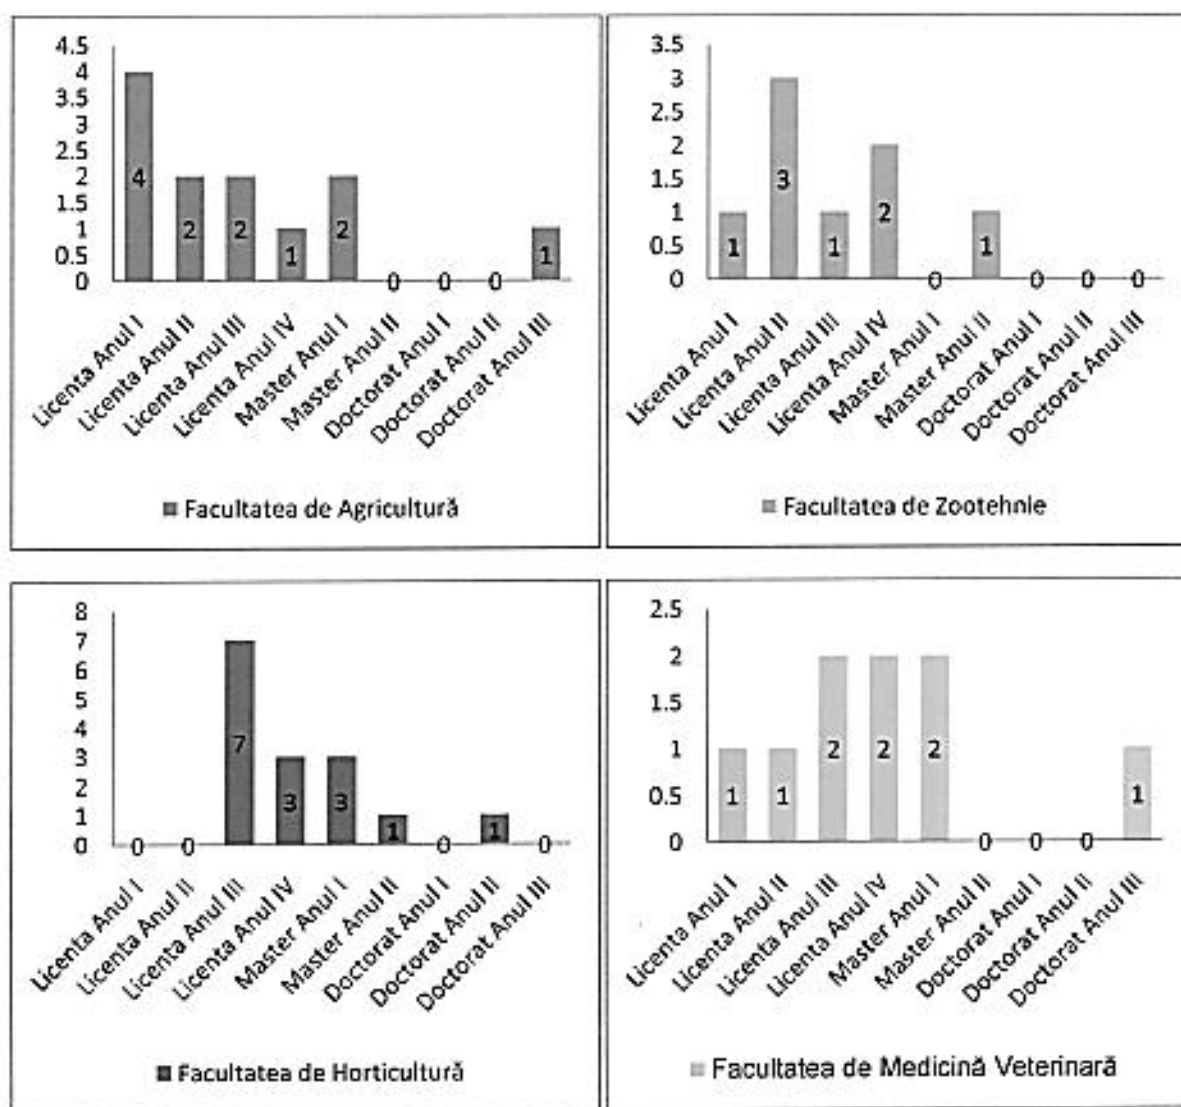 4.5
4
3.5
3
2.5
2
1.5
1
0.5
0
4
2
2
1
2
0
0
0
1
Licenta Anul I
Licenta Anul II
Licenta Anul III
Licenta Anul IV
Master Anul I
Master Anul II
Doctorat Anul I
Doctorat Anul II
Doctorat Anul III
Facultatea de Agricultură
3.5
3
2.5
2
1.5
1
0.5
0
1
3
1
2
0
1
0
0
0
Licenta Anul I
Licenta Anul II
Licenta Anul III
Licenta Anul IV
Master Anul I
Master Anul II
Doctorat Anul I
Doctorat Anul II
Doctorat Anul III
Facultatea de Zootehnie
8
7
6
5
4
3
2
1
0
0
0
7
3
3
1
0
1
0
Licenta Anul I
Licenta Anul II
Licenta Anul III
Licenta Anul IV
Master Anul I
Master Anul II
Doctorat Anul I
Doctorat Anul II
Doctorat Anul III
Facultatea de Horticultură
2.5
2
1.5
1
0.5
0
1
1
2
2
2
0
0
0
1
Licenta Anul I
Licenta Anul II
Licenta Anul III
Licenta Anul IV
Master Anul I
Master Anul II
Doctorat Anul I
Doctorat Anul II
Doctorat Anul III
Facultatea de Medicină Veterinară